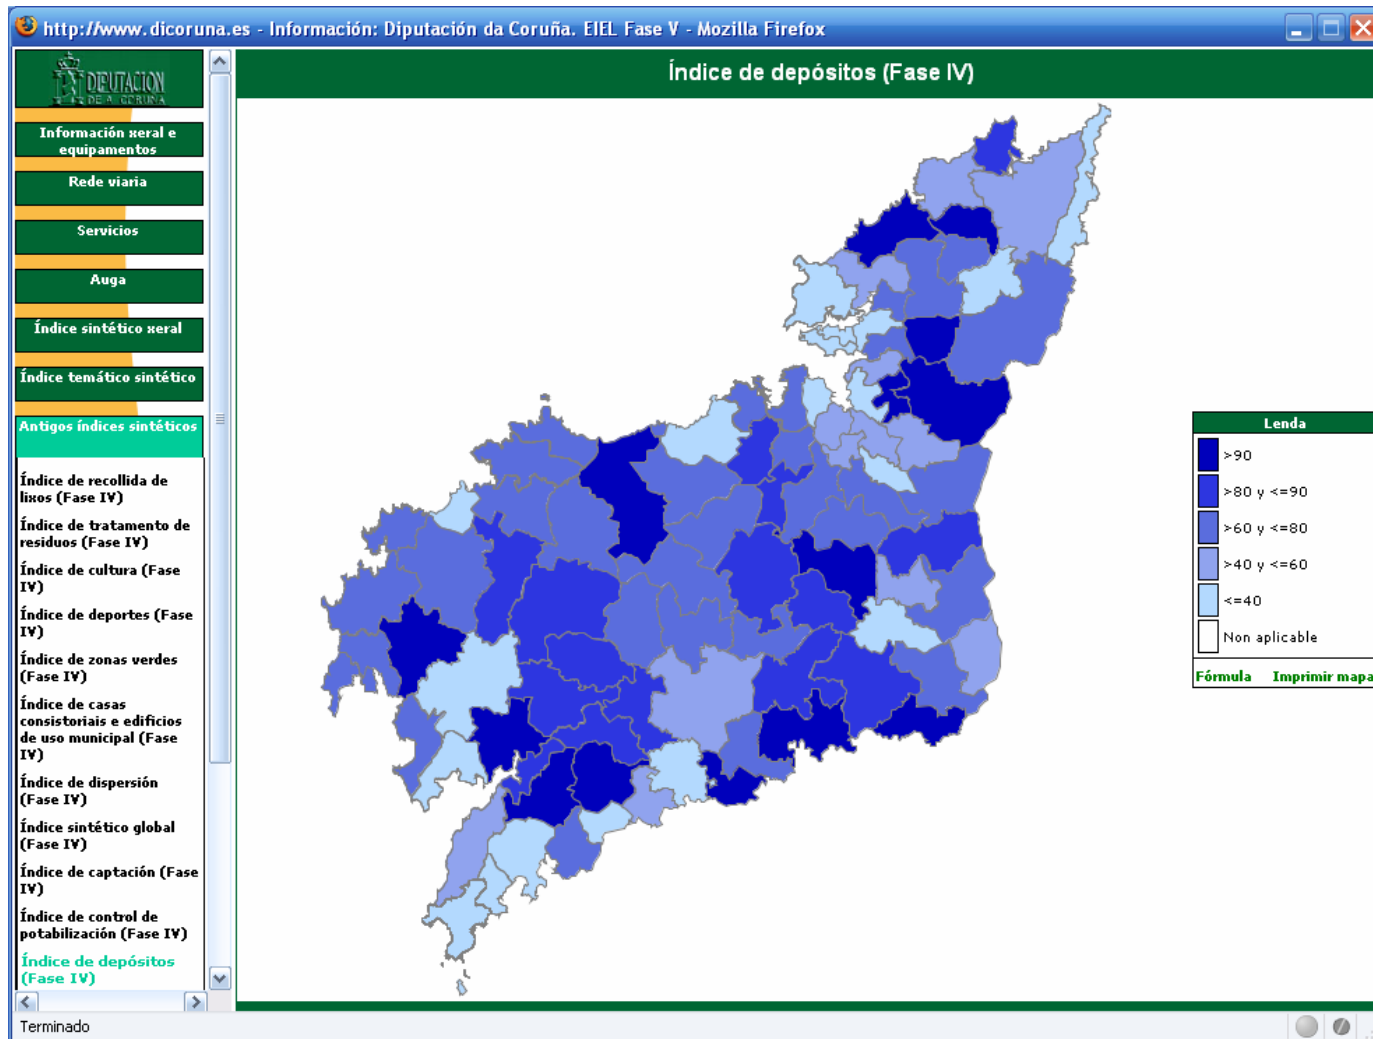 http://www.dicoruna.es - Información: Diputación da Coruña. EIEL Fase V - Mozilla Firefox
DIPUTACION
DE A CORUÑA
Información xeral e
equipamentos
Rede viaria
Servicios
Auga
Índice sintético xeral
Índice temático sintético
Antigos índices sintéticos
Índice de recollida de
lixos (Fase IV)
Índice de tratamento de
residuos (Fase IV)
Índice de cultura (Fase
IV)
Índice de deportes (Fase
IV)
Índice de zonas verdes
(Fase IV)
Índice de casas
consistoriais e edificios
de uso municipal (Fase
IV)
Índice de dispersión
(Fase IV)
Índice sintético global
(Fase IV)
Índice de captación (Fase
IV)
Índice de control de
potabilización (Fase IV)
Índice de depósitos
(Fase IV)
Índice de depósitos (Fase IV)
Lenda
>90
>80 y <=90
>60 y <=80
>40 y <=60
<=40
Non aplicable
Fórmula Imprimir mapa
Terminado